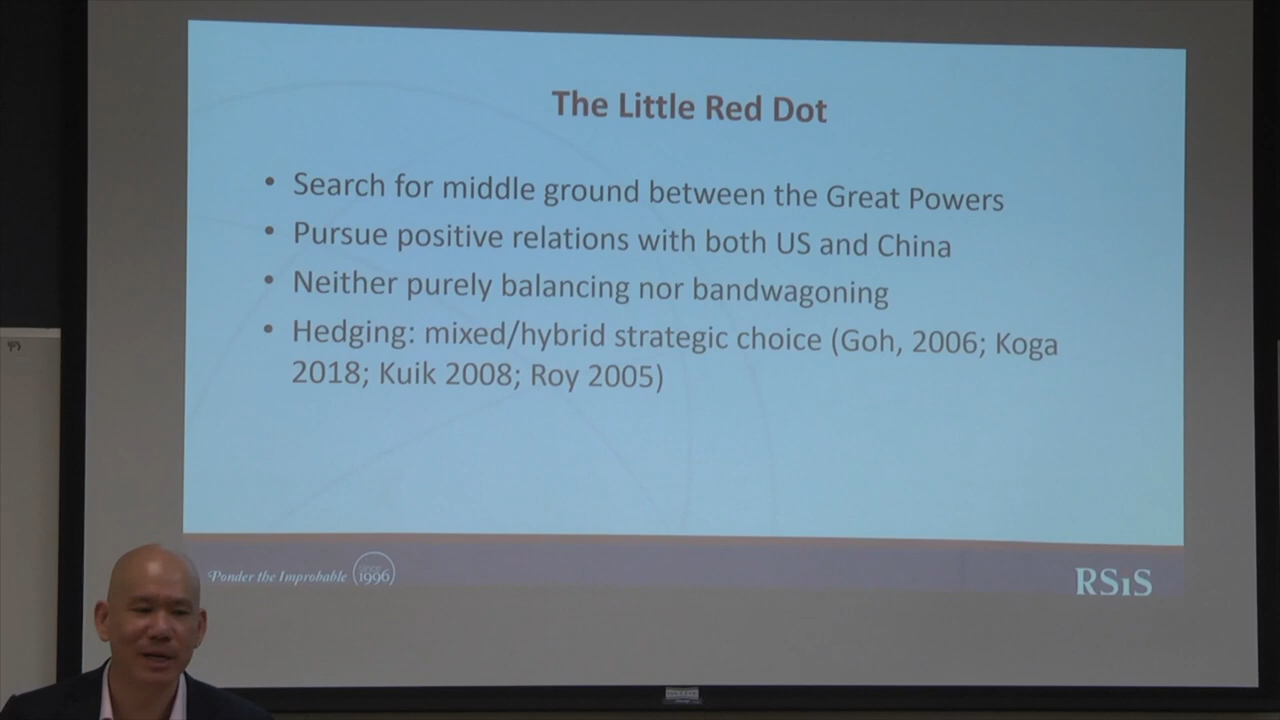 The Little Red Dot
• Search for middle ground between the Great Powers
• Pursue positive relations with both US and China
• Neither purely balancing nor bandwagoning
• Hedging: mixed/hybrid strategic choice (Goh, 2006; Koga
2018; Kuik 2008; Roy 2005)
Ponder the Improbable
since
1996
RSiS